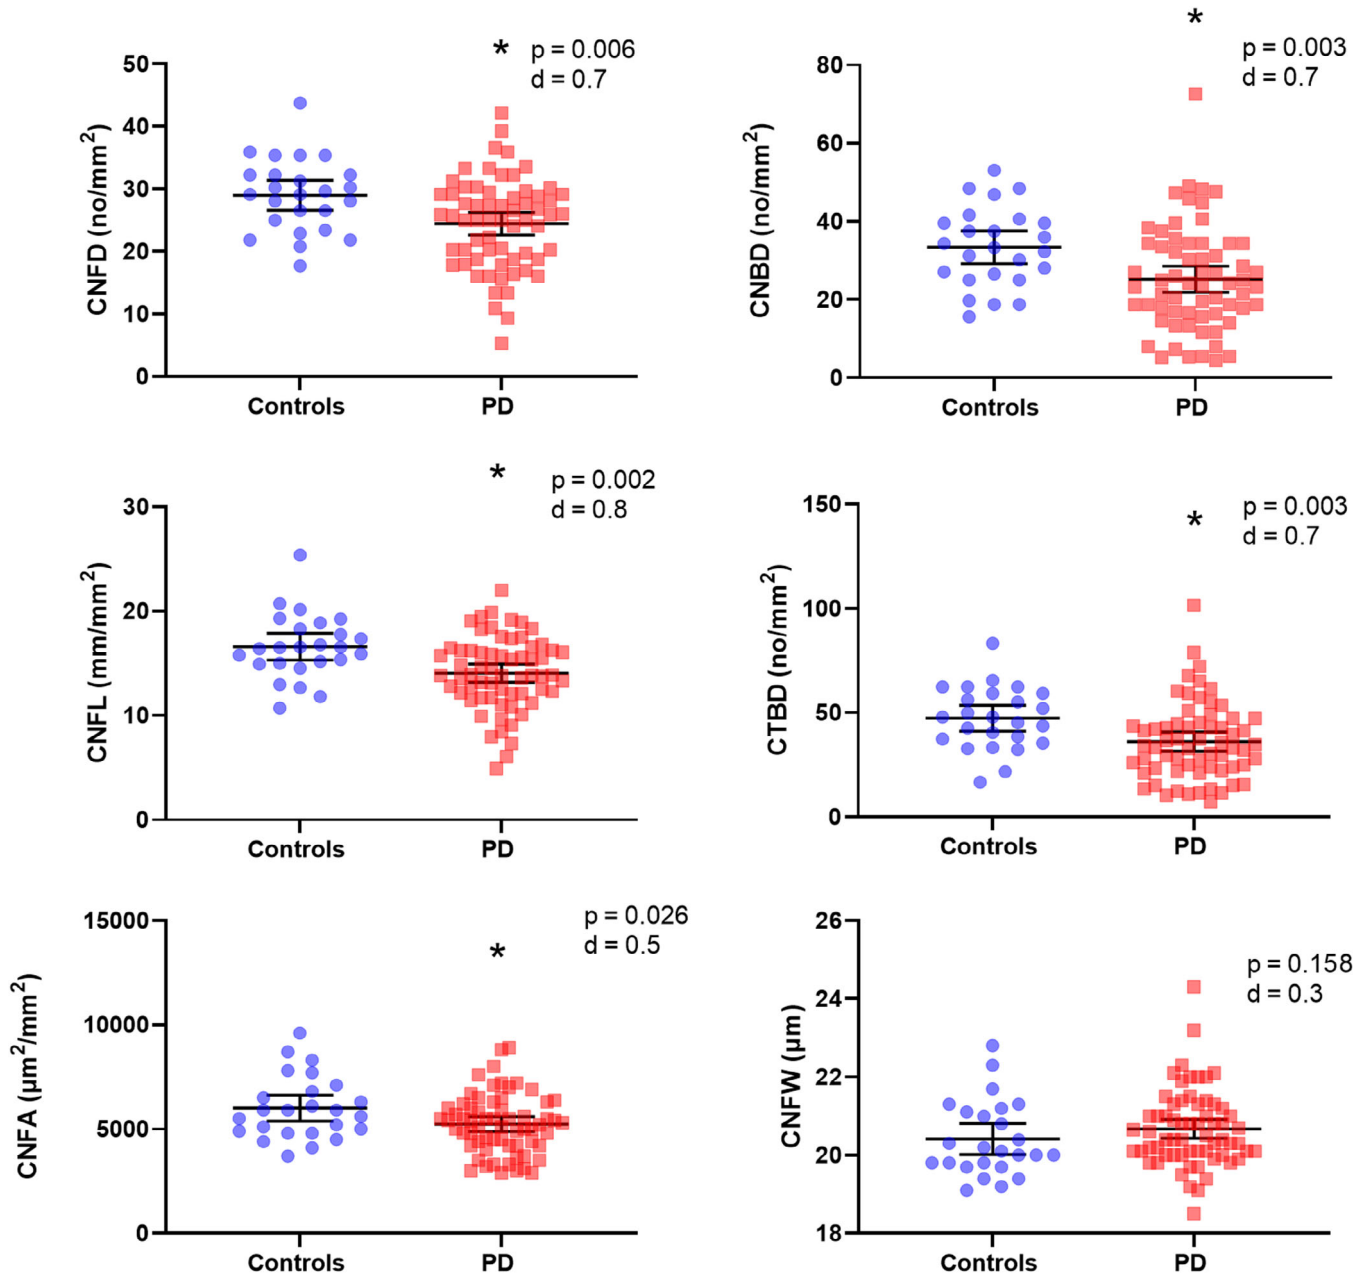 CNFD (no/mm²)
50
40
30
20
10
0
*
p = 0.006
d = 0.7
Controls
PD
CNBD (no/mm²)
80
60
40
20
0
*
p = 0.003
d = 0.7
Controls
PD
CNFL (mm/mm²)
30
20
10
0
*
p = 0.002
d = 0.8
Controls
PD
CTBD (no/mm²)
150
100
50
0
*
p = 0.003
d = 0.7
Controls
PD
CNFA (µm²/mm²)
15000
10000
5000
0
*
p = 0.026
d = 0.5
Controls
PD
CNFW (µm)
26
24
22
20
18
p = 0.158
d = 0.3
Controls
PD